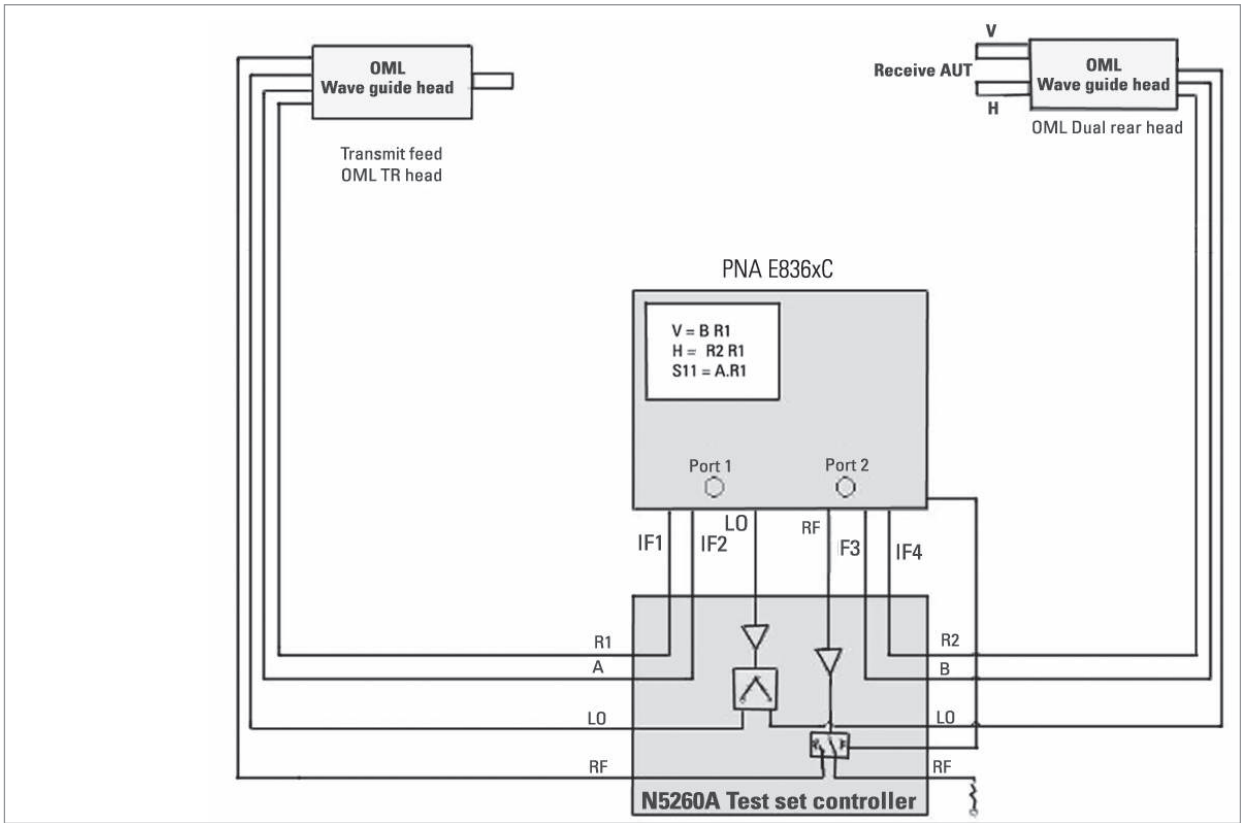 OML
Wave guide head
Transmit feed
OML TR head
V
Receive AUT
H
OML
Wave guide head
OML Dual rear head
PNA E836xC
V = B R1
H = R2 R1
S11 = A.R1
Port 1
Port 2
IF1
IF2
LO
RF
F3
IF4
R1
A
LO
RF
R2
B
LO
RF
N5260A Test set controller